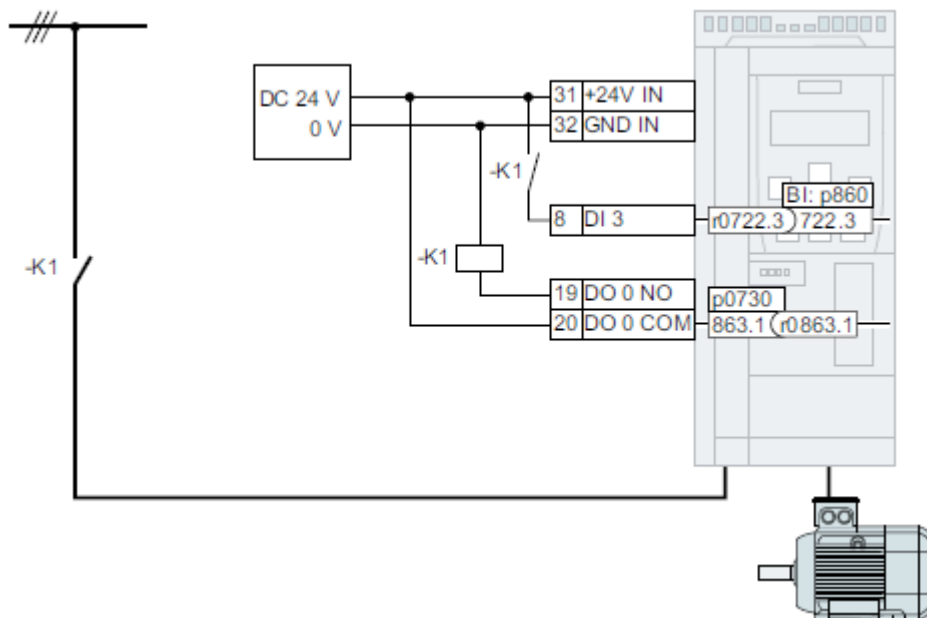 DC 24 V
0 V
31 +24V IN
32 GND IN
-K1
BI: p860
8 DI 3
r0722.3 722.3
-K1
-K1
19 DO 0 NO
p0730
20 DO 0 COM
863.1 r0863.1